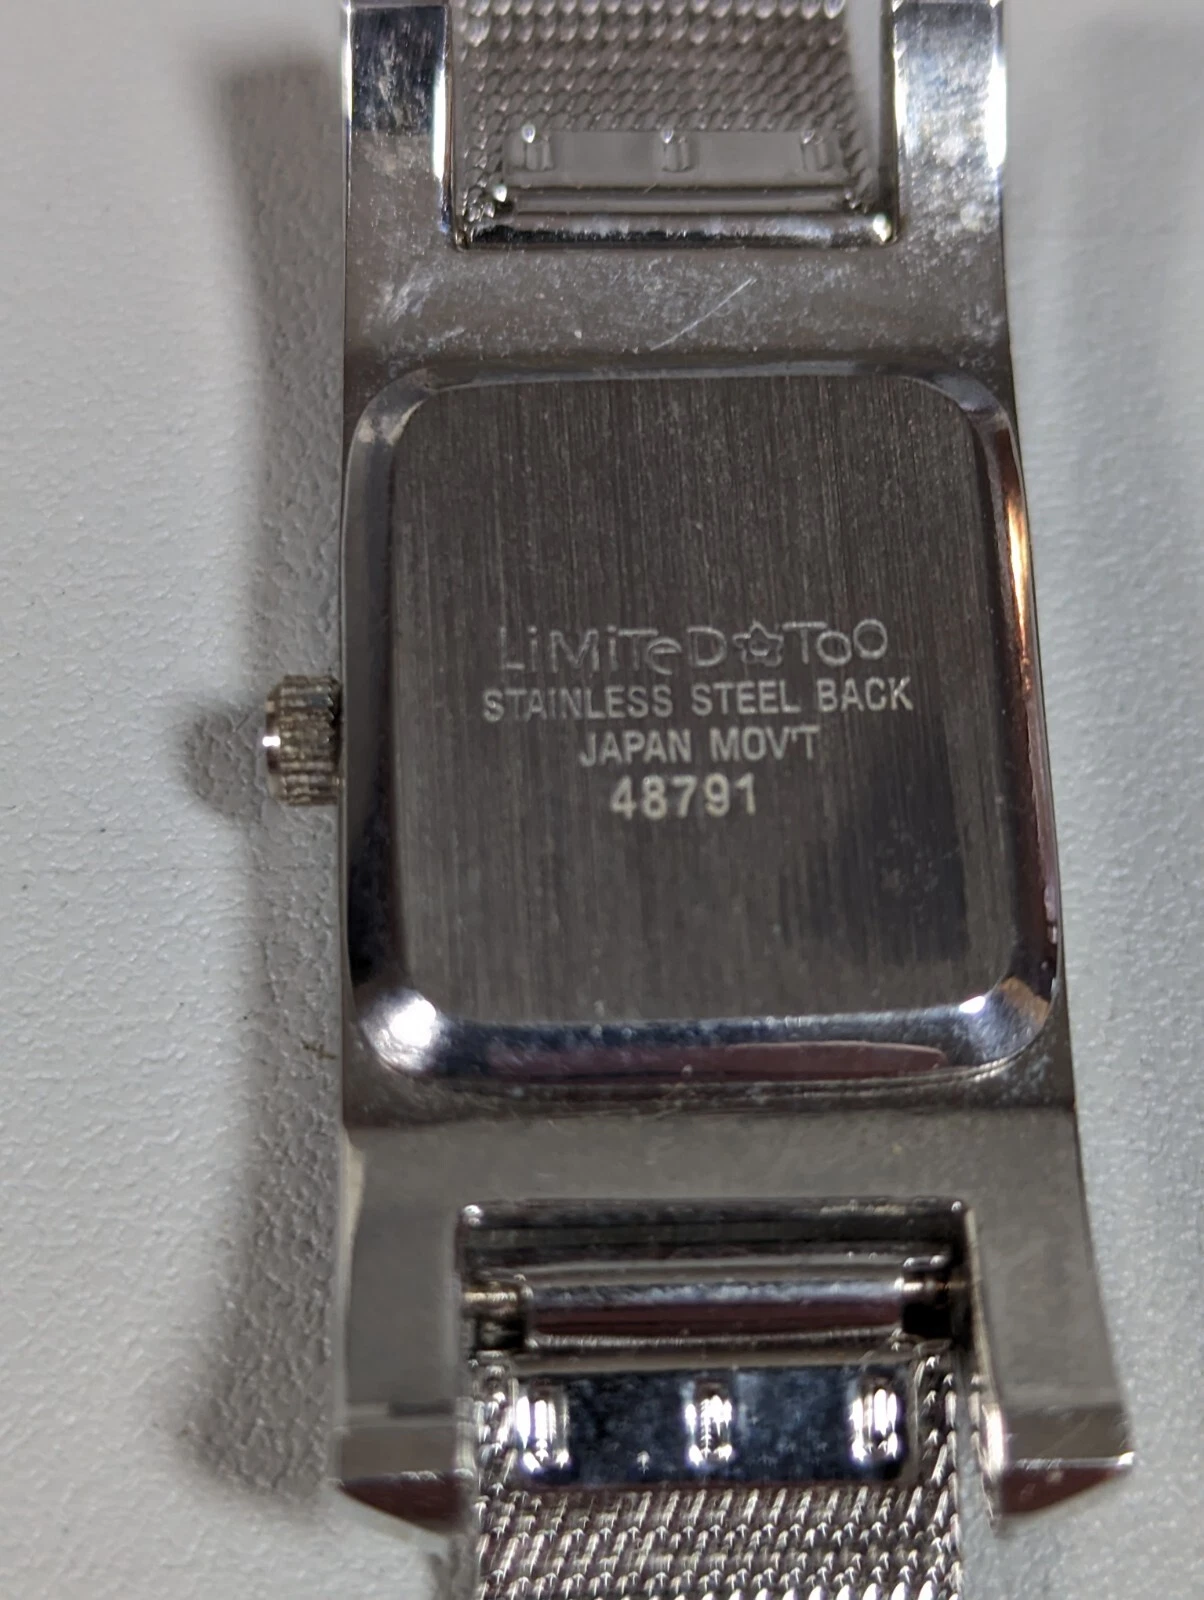 LiMiTeD TOO
STAINLESS STEEL BACK
JAPAN MOV'T
48791